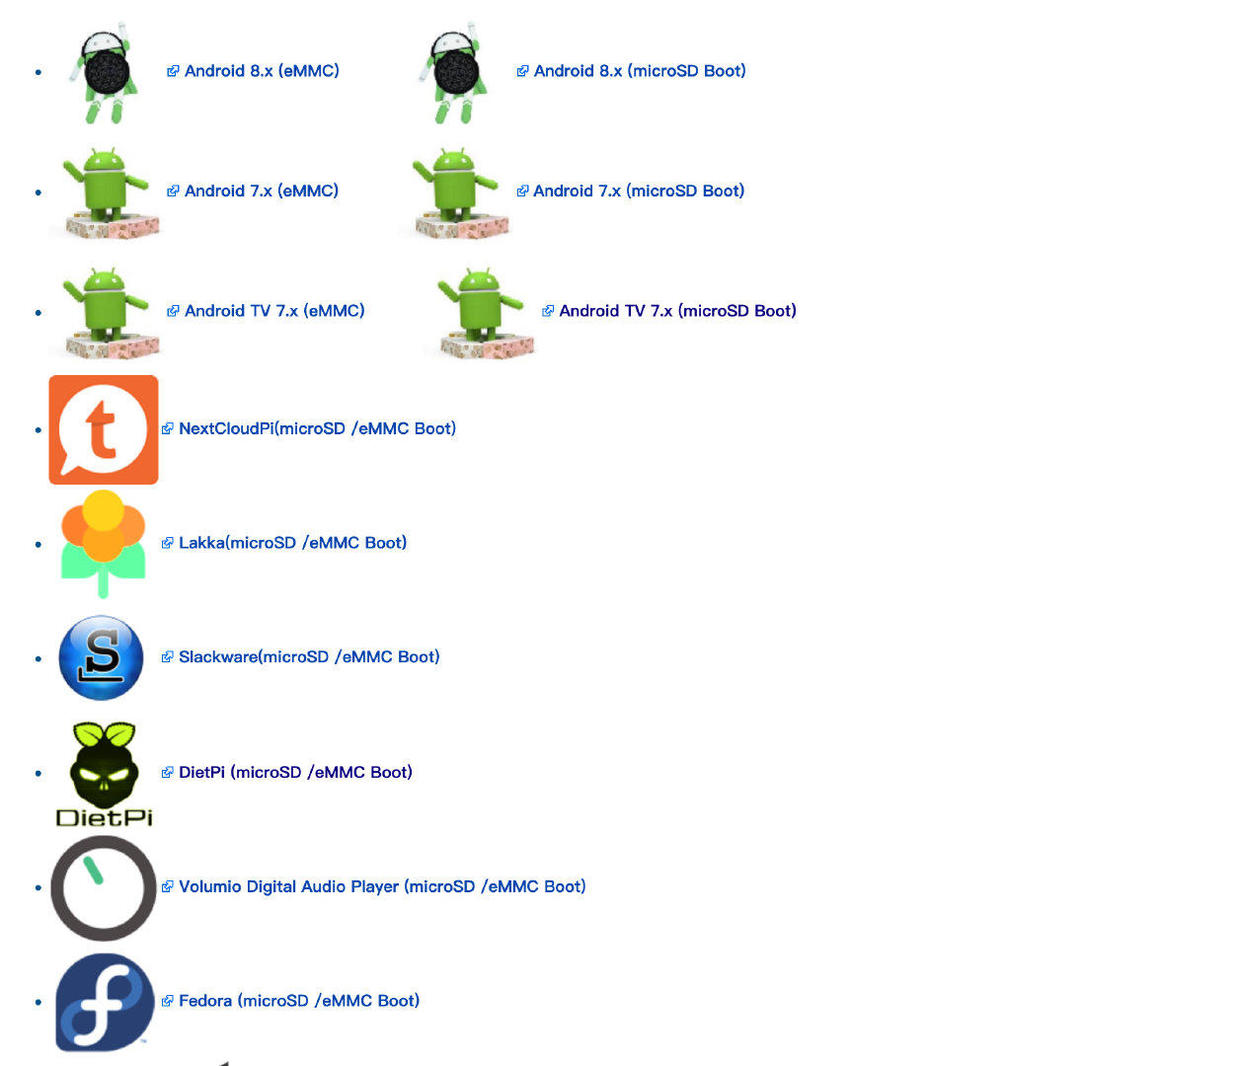 Android 8.x (eMMC) Android 8.x (microSD Boot)
Android 7.x (eMMC) Android 7.x (microSD Boot)
Android TV 7.x (eMMC) Android TV 7.x (microSD Boot)
t
NextCloudPi(microSD /eMMC Boot)
Lakka(microSD /eMMC Boot)
S
Slackware(microSD /eMMC Boot)
DietPi (microSD /eMMC Boot)
DietPi
Volumio Digital Audio Player (microSD /eMMC Boot)
f
™
Fedora (microSD /eMMC Boot)